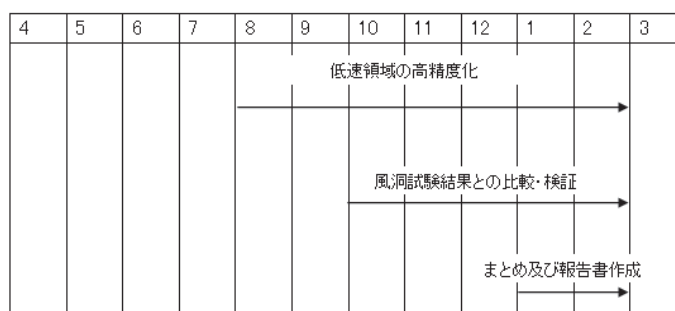 4 5 6 7 8 9 10 11 12 1 2 3
低速領域の高精度化
風洞試験結果との比較・検証
まとめ及び報告書作成